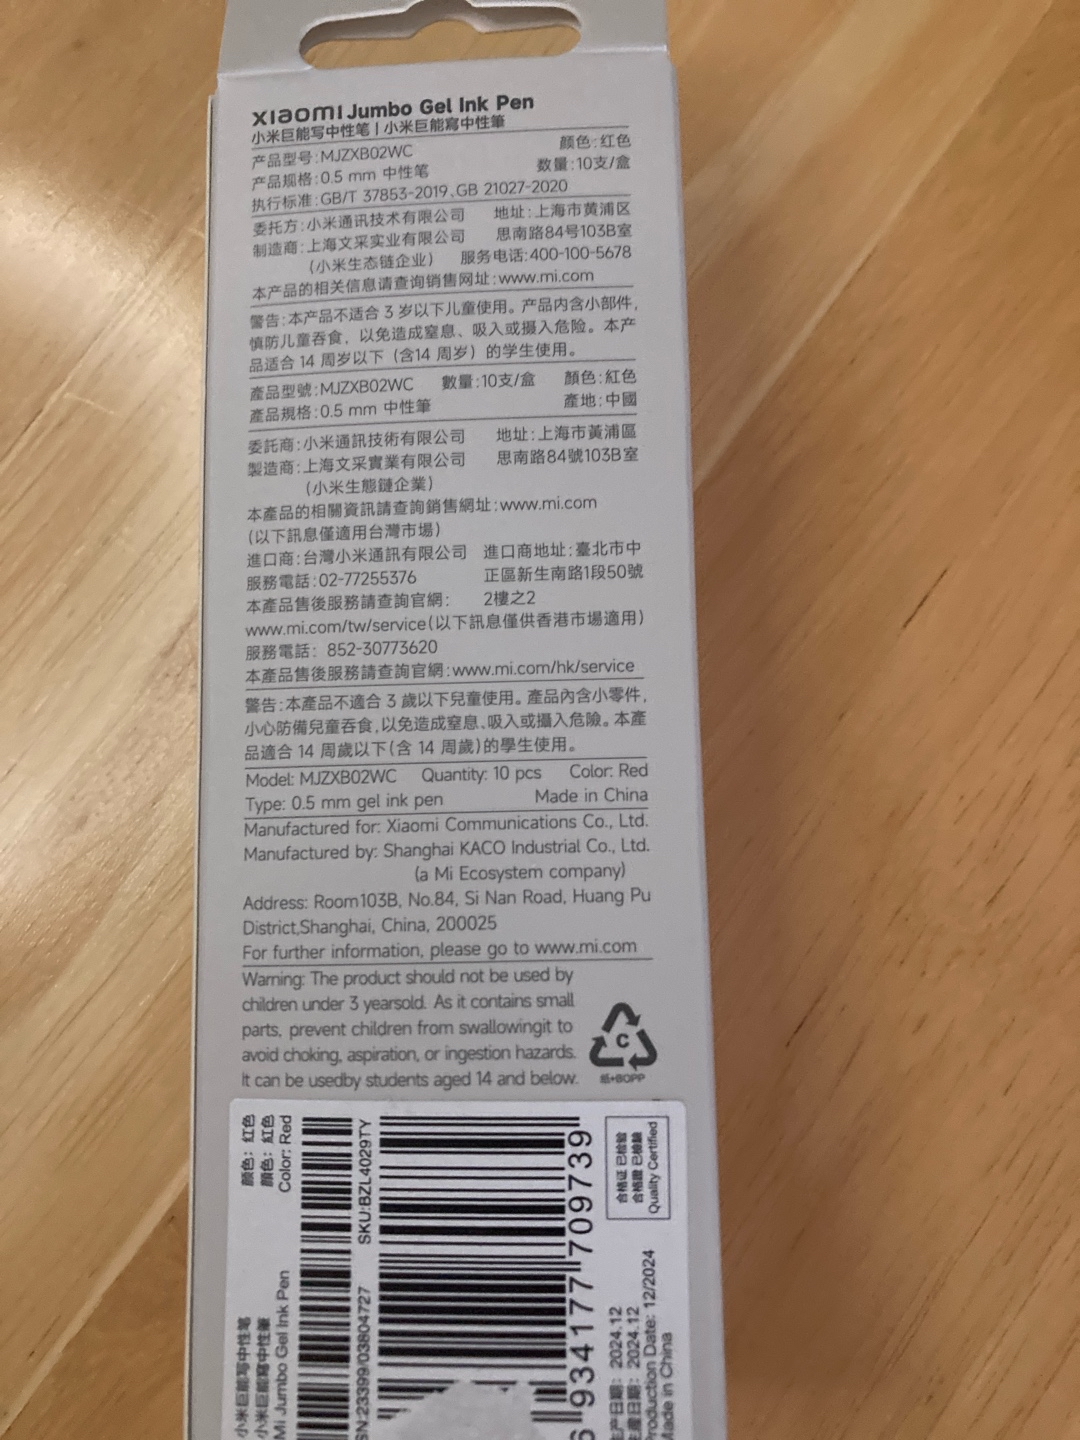 xiaomi Jumbo Gel Ink Pen
小米巨能写中性笔 | 小米巨能寫中性筆
产品型号:MJZXB02WC 颜色:红色
产品规格:0.5 mm 中性笔 数量:10支/盒
执行标准:GB/T 37853-2019、GB 21027-2020
委托方:小米通讯技术有限公司 地址:上海市黄浦区
制造商:上海文采实业有限公司 思南路84号103B室
(小米生态链企业) 服务电话:400-100-5678
本产品的相关信息请查询销售网址:www.mi.com
警告:本产品不适合 3 岁以下儿童使用。产品内含小部件,
慎防儿童吞食，以免造成窒息、吸入或摄入危险。本产
品适合 14 周岁以下（含14 周岁）的学生使用。
產品型號:MJZXB02WC 數量:10支/盒 顏色:紅色
產品規格:0.5 mm 中性筆 產地:中國
委託商:小米通訊技術有限公司 地址:上海市黃浦區
製造商:上海文采實業有限公司 思南路84號103B室
(小米生態鏈企業)
本產品的相關資訊請查詢銷售網址:www.mi.com
(以下訊息僅適用台灣市場)
進口商:台灣小米通訊有限公司 進口商地址:臺北市中
服務電話:02-77255376 正區新生南路1段50號
本產品售後服務請查詢官網: 2樓之2
www.mi.com/tw/service(以下訊息僅供香港市場適用)
服務電話: 852-30773620
本產品售後服務請查詢官網:www.mi.com/hk/service
警告:本產品不適合 3 歲以下兒童使用。產品內含小零件,
小心防備兒童吞食,以免造成窒息、吸入或攝入危險。本產
品適合 14 周歲以下(含 14 周歲)的學生使用。
Model: MJZXB02WC Quantity: 10 pcs Color: Red
Type: 0.5 mm gel ink pen Made in China
Manufactured for: Xiaomi Communications Co., Ltd.
Manufactured by: Shanghai KACO Industrial Co., Ltd.
(a Mi Ecosystem company)
Address: Room103B, No.84, Si Nan Road, Huang Pu
District,Shanghai, China, 200025
For further information, please go to www.mi.com
Warning: The product should not be used by
children under 3 yearsold. As it contains small
parts, prevent children from swallowingit to
avoid choking, aspiration, or ingestion hazards.
It can be usedby students aged 14 and below.
C
纸+BOPP
小米巨能写中性笔 颜色: 红色
小米巨能寫中性筆 顏色: 紅色
Mi Jumbo Gel Ink Pen Color: Red
SN:23399/03804727 SKU:BZL4029TY
6 934177 709739
合格证 已检验
合格證 已檢驗
Quality Certified
生产日期: 2024.12
生產日期: 2024.12
Production Date: 12/2024
Made in China